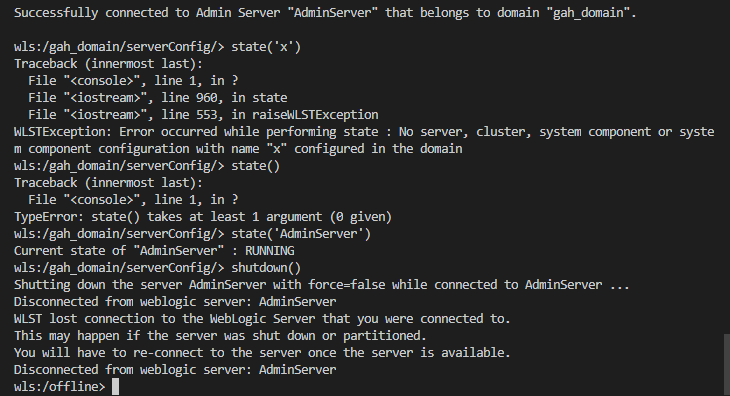 Successfully connected to Admin Server "AdminServer" that belongs to domain "gah_domain".
wls:/gah_domain/serverConfig/> state('x')
Traceback (innermost last):
  File "<console>", line 1, in ?
  File "<iostream>", line 960, in state
  File "<iostream>", line 553, in raiseWLSTException
WLSTException: Error occurred while performing state : No server, cluster, system component or syste
m component configuration with name "x" configured in the domain
wls:/gah_domain/serverConfig/> state()
Traceback (innermost last):
  File "<console>", line 1, in ?
TypeError: state() takes at least 1 argument (0 given)
wls:/gah_domain/serverConfig/> state('AdminServer')
Current state of "AdminServer" : RUNNING
wls:/gah_domain/serverConfig/> shutdown()
Shutting down the server AdminServer with force=false while connected to AdminServer ...
Disconnected from weblogic server: AdminServer
WLST lost connection to the WebLogic Server that you were connected to.
This may happen if the server was shut down or partitioned.
You will have to re-connect to the server once the server is available.
Disconnected from weblogic server: AdminServer
wls:/offline>